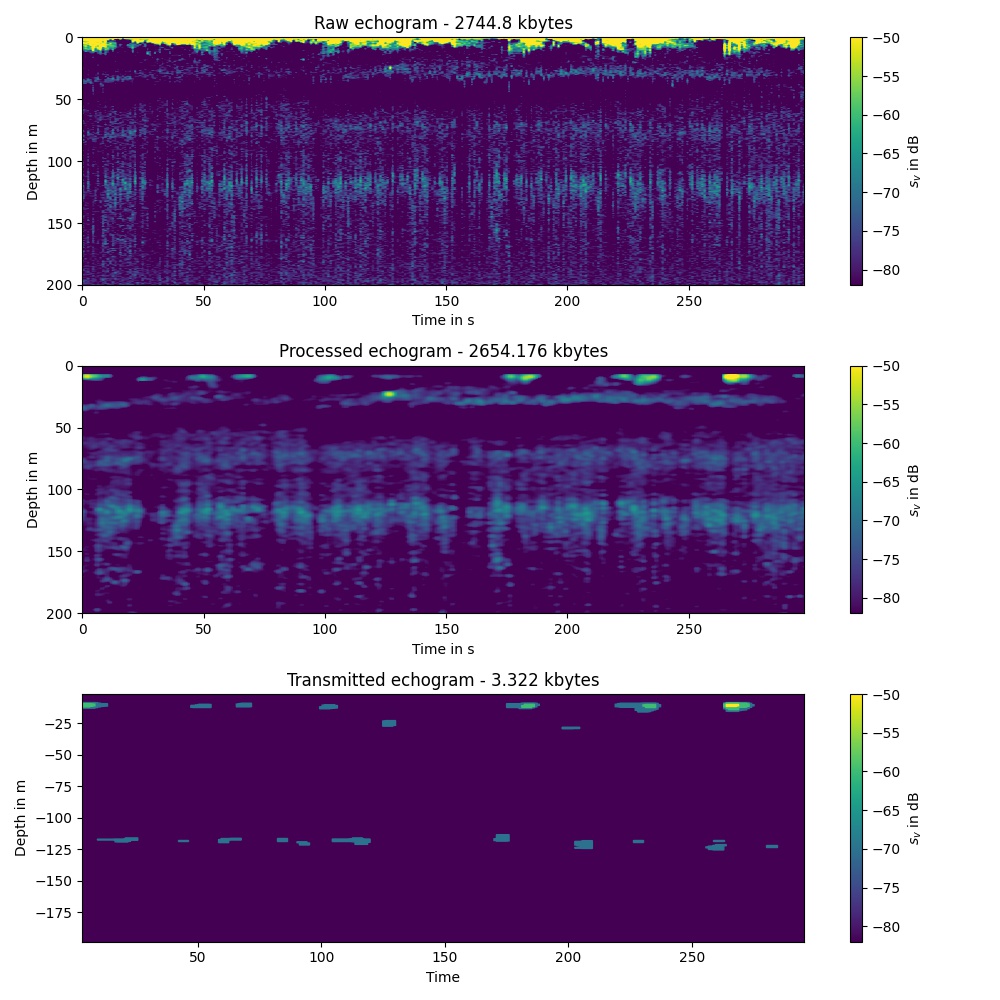 Raw echogram - 2744.8 kbytes
0
50
100
150
200
Depth in m
0 50 100 150 200 250
Time in s
−50
−55
−60
−65
−70
−75
−80
sv in dB
Processed echogram - 2654.176 kbytes
0
50
100
150
200
Depth in m
0 50 100 150 200 250
Time in s
−50
−55
−60
−65
−70
−75
−80
sv in dB
Transmitted echogram - 3.322 kbytes
−25
−50
−75
−100
−125
−150
−175
Depth in m
50 100 150 200 250
Time
−50
−55
−60
−65
−70
−75
−80
sv in dB